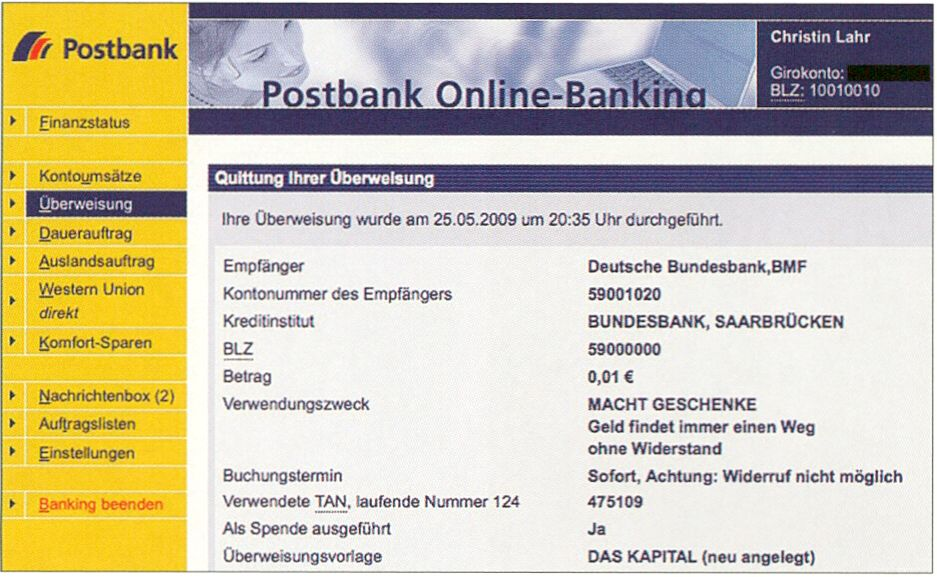 Postbank
Postbank Online-Banking
Christin Lahr
Girokonto:
BLZ: 10010010
Finanzstatus
Kontoumsätze
Überweisung
Dauerauftrag
Auslandsauftrag
Western Union
direkt
Komfort-Sparen
Nachrichtenbox (2)
Auftragslisten
Einstellungen
Banking beenden
Quittung Ihrer Überweisung
Ihre Überweisung wurde am 25.05.2009 um 20:35 Uhr durchgeführt.
Empfänger Deutsche Bundesbank,BMF
Kontonummer des Empfängers 59001020
Kreditinstitut BUNDESBANK, SAARBRÜCKEN
BLZ 59000000
Betrag 0,01 €
Verwendungszweck MACHT GESCHENKE
Geld findet immer einen Weg
ohne Widerstand
Buchungstermin Sofort, Achtung: Widerruf nicht möglich
Verwendete TAN, laufende Nummer 124 475109
Als Spende ausgeführt Ja
Überweisungsvorlage DAS KAPITAL (neu angelegt)